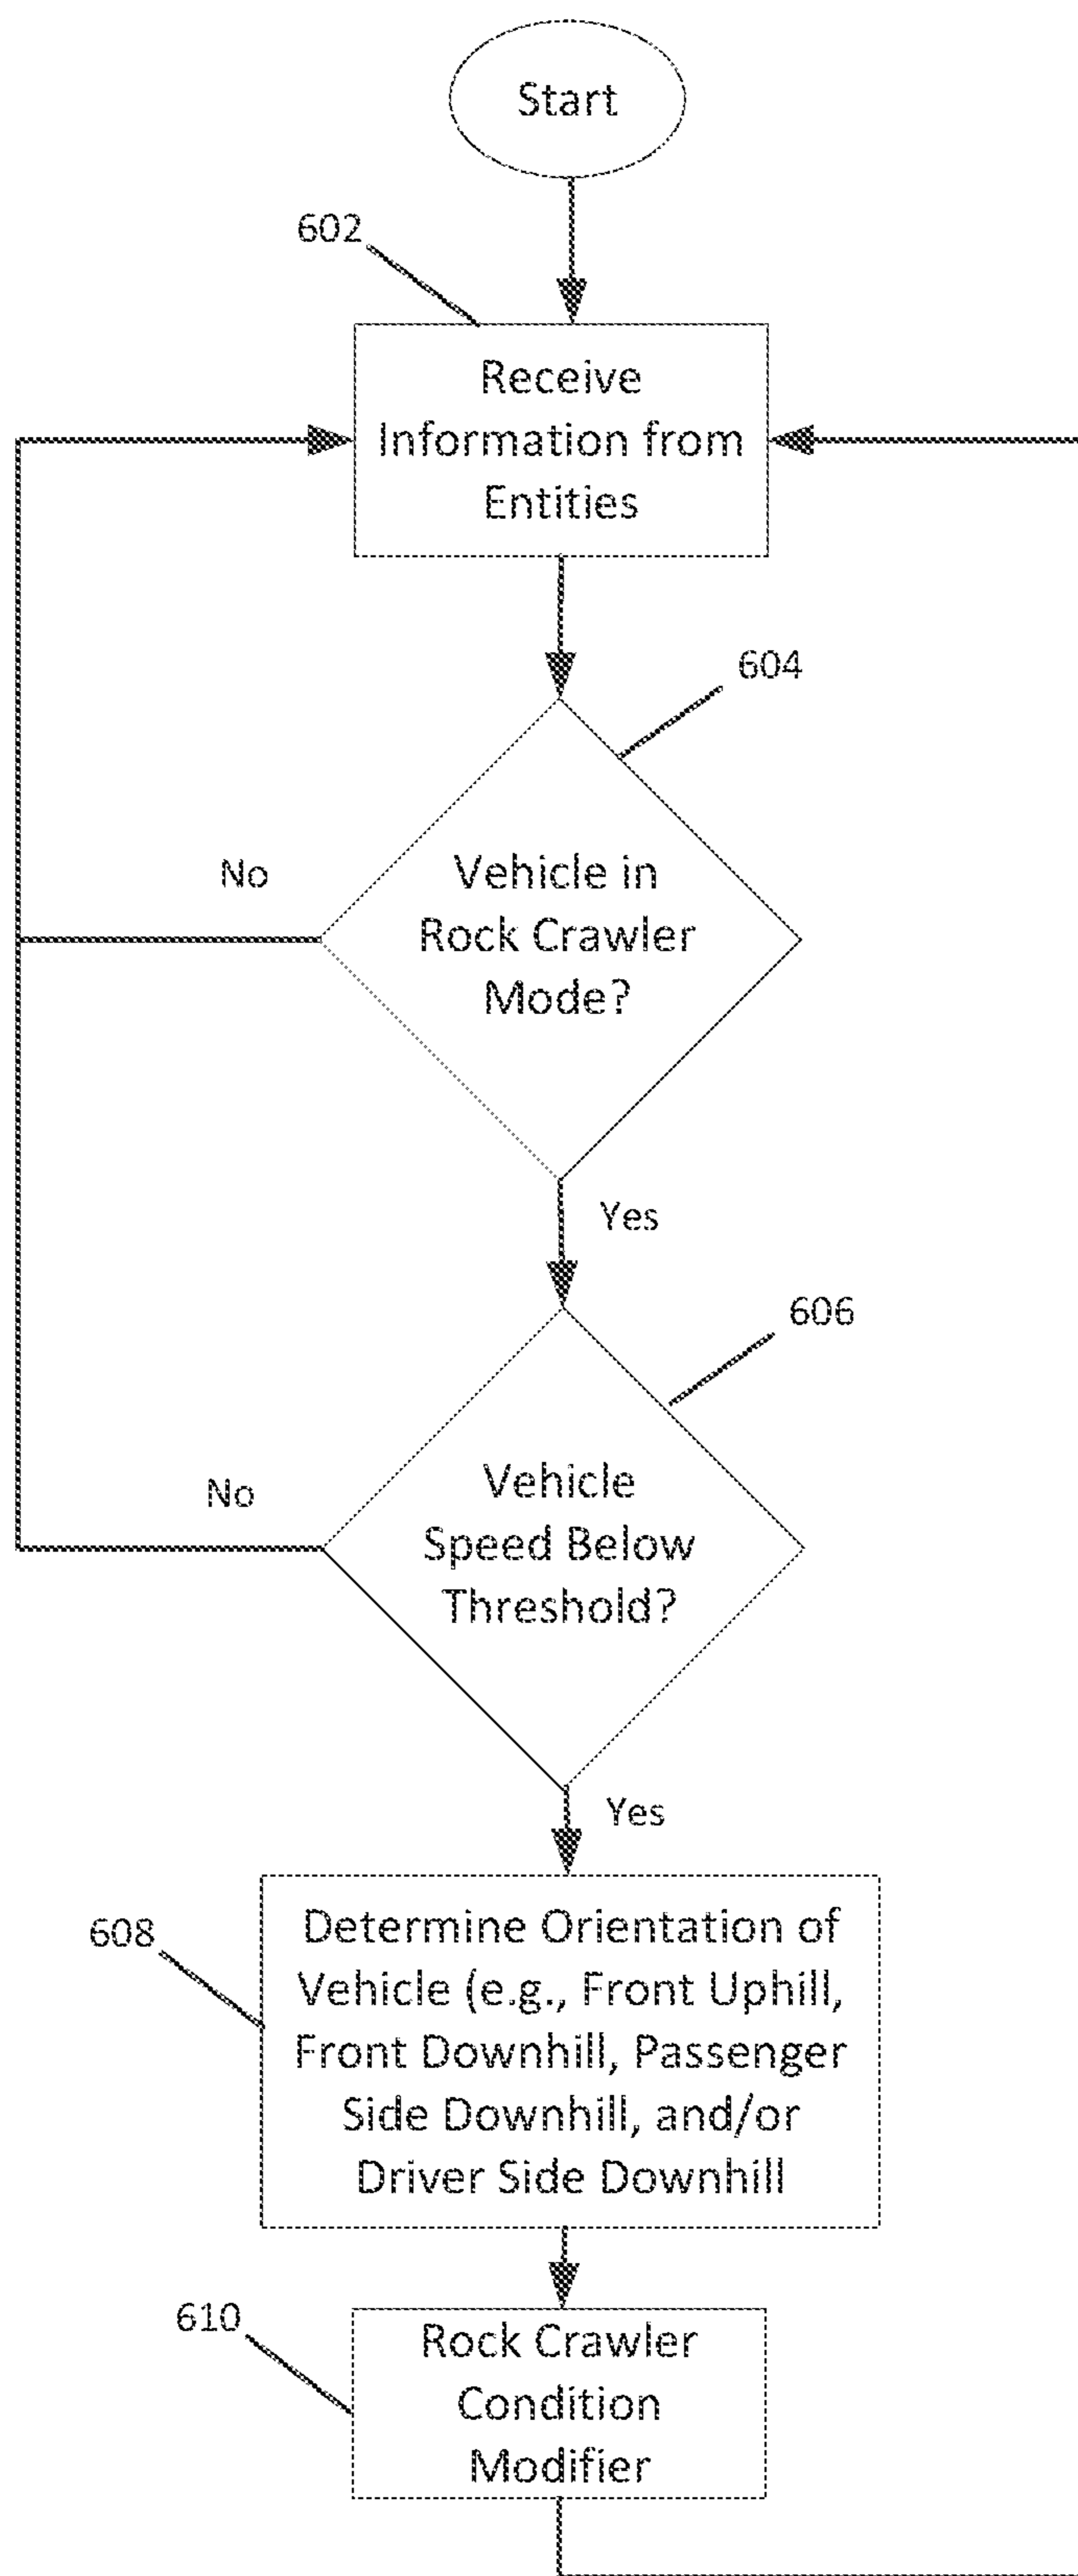 Start
602
Receive
Information from
Entities
604
Vehicle in
Rock Crawler
Mode?
No
Yes
606
Vehicle
Speed Below
Threshold?
No
Yes
608
Determine Orientation of
Vehicle (e.g., Front Uphill,
Front Downhill, Passenger
Side Downhill, and/or
Driver Side Downhill
610
Rock Crawler
Condition
Modifier